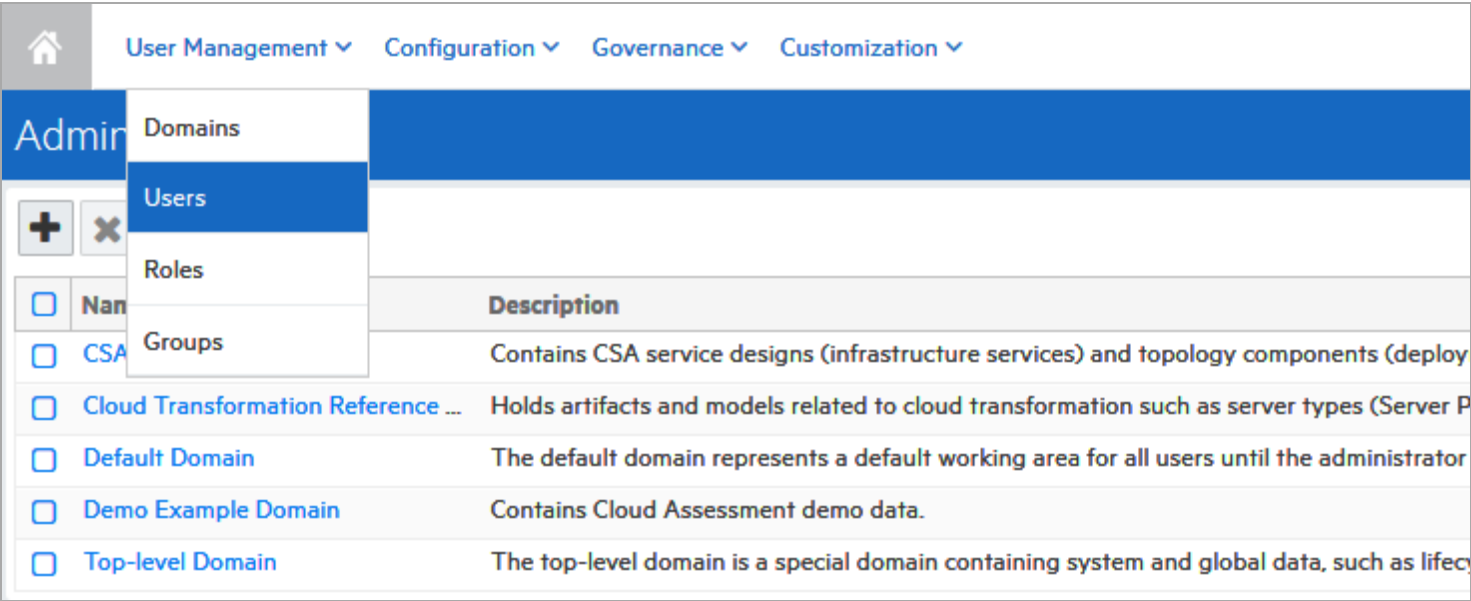 User Management Configuration Governance Customization
Admin
Domains
Users
Roles
Groups
Nam Description
CSA Contains CSA service designs (infrastructure services) and topology components (deploy
Cloud Transformation Reference ... Holds artifacts and models related to cloud transformation such as server types (Server P
Default Domain The default domain represents a default working area for all users until the administrator
Demo Example Domain Contains Cloud Assessment demo data.
Top-level Domain The top-level domain is a special domain containing system and global data, such as lifecy